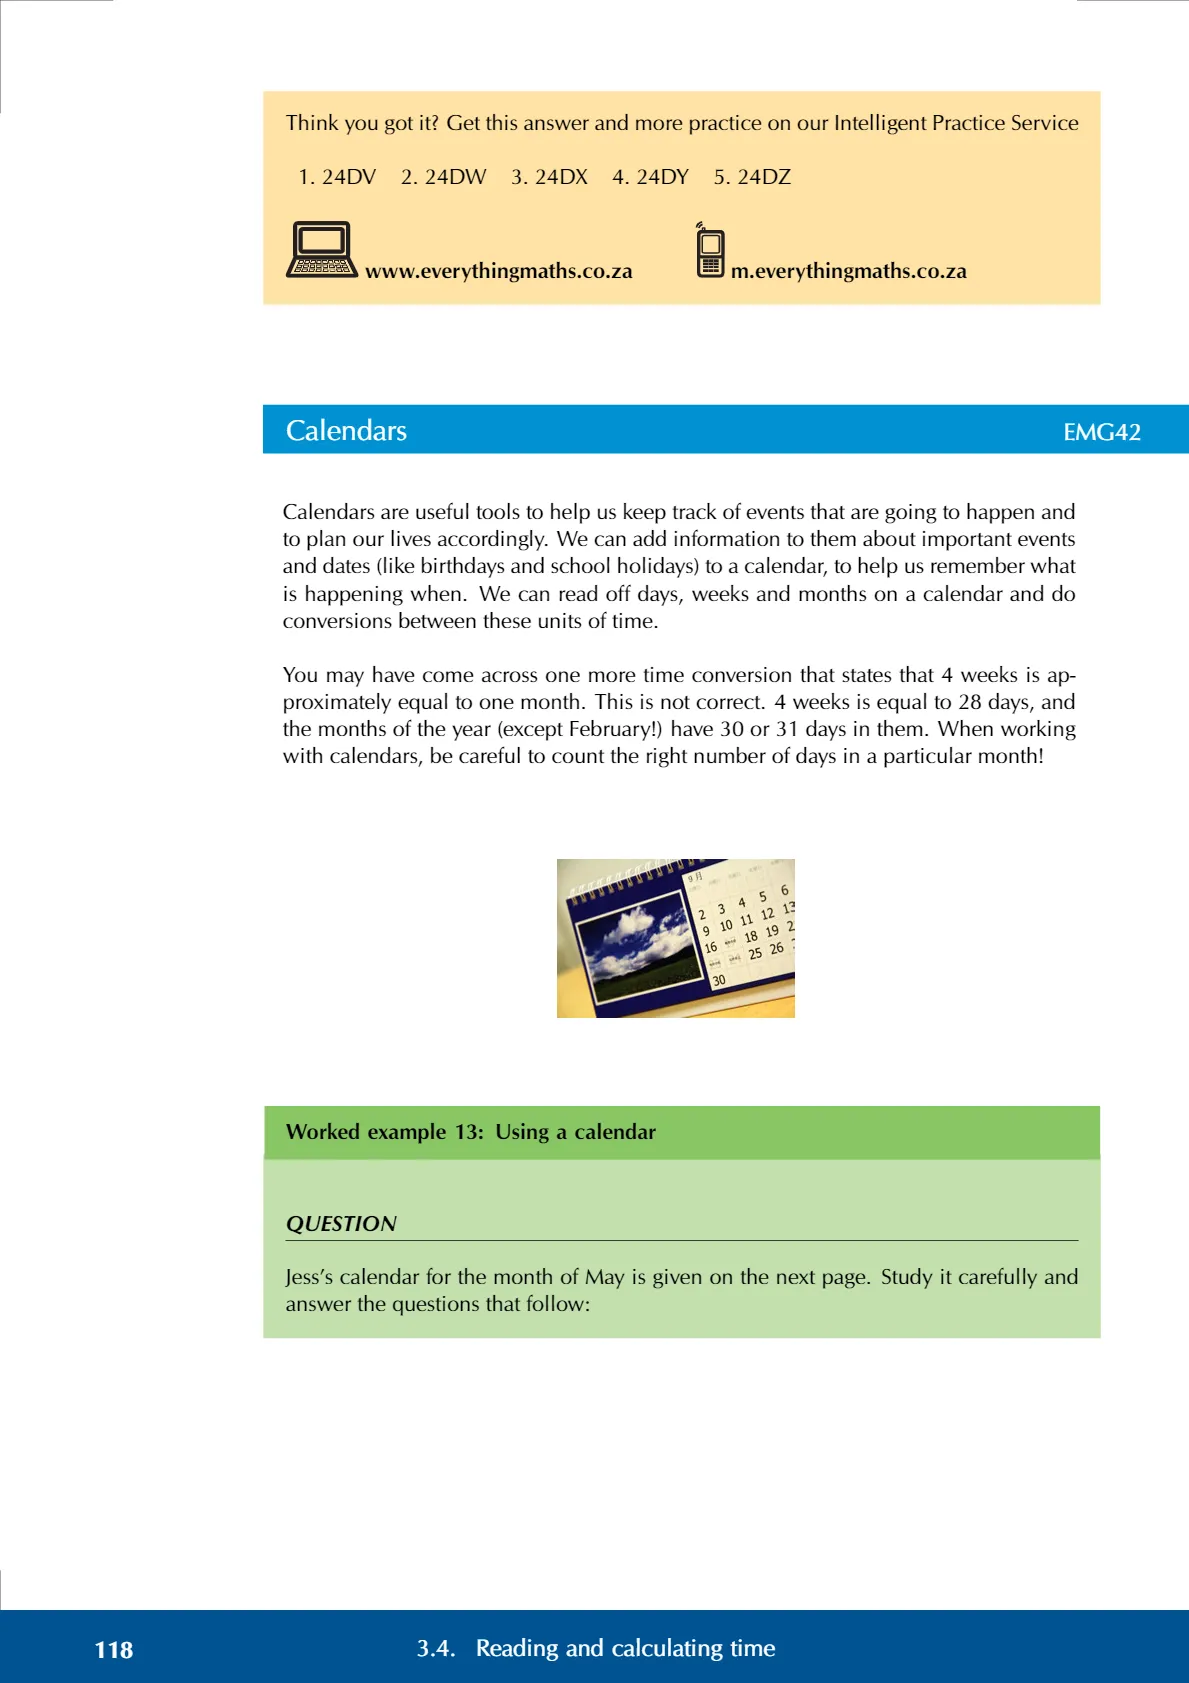 Think you got it? Get this answer and more practice on our Intelligent Practice Service
1. 24DV 2. 24DW 3. 24DX 4. 24DY 5. 24DZ
www.everythingmaths.co.za m.everythingmaths.co.za
Calendars EMG42
Calendars are useful tools to help us keep track of events that are going to happen and
to plan our lives accordingly. We can add information to them about important events
and dates (like birthdays and school holidays) to a calendar, to help us remember what
is happening when. We can read off days, weeks and months on a calendar and do
conversions between these units of time.
You may have come across one more time conversion that states that 4 weeks is ap-
proximately equal to one month. This is not correct. 4 weeks is equal to 28 days, and
the months of the year (except February!) have 30 or 31 days in them. When working
with calendars, be careful to count the right number of days in a particular month!
9月
2 3 4 5 6
9 10 11 12 13
16 18 19 2
25 26
30
Worked example 13: Using a calendar
QUESTION
Jess’s calendar for the month of May is given on the next page. Study it carefully and
answer the questions that follow:
118 3.4. Reading and calculating time